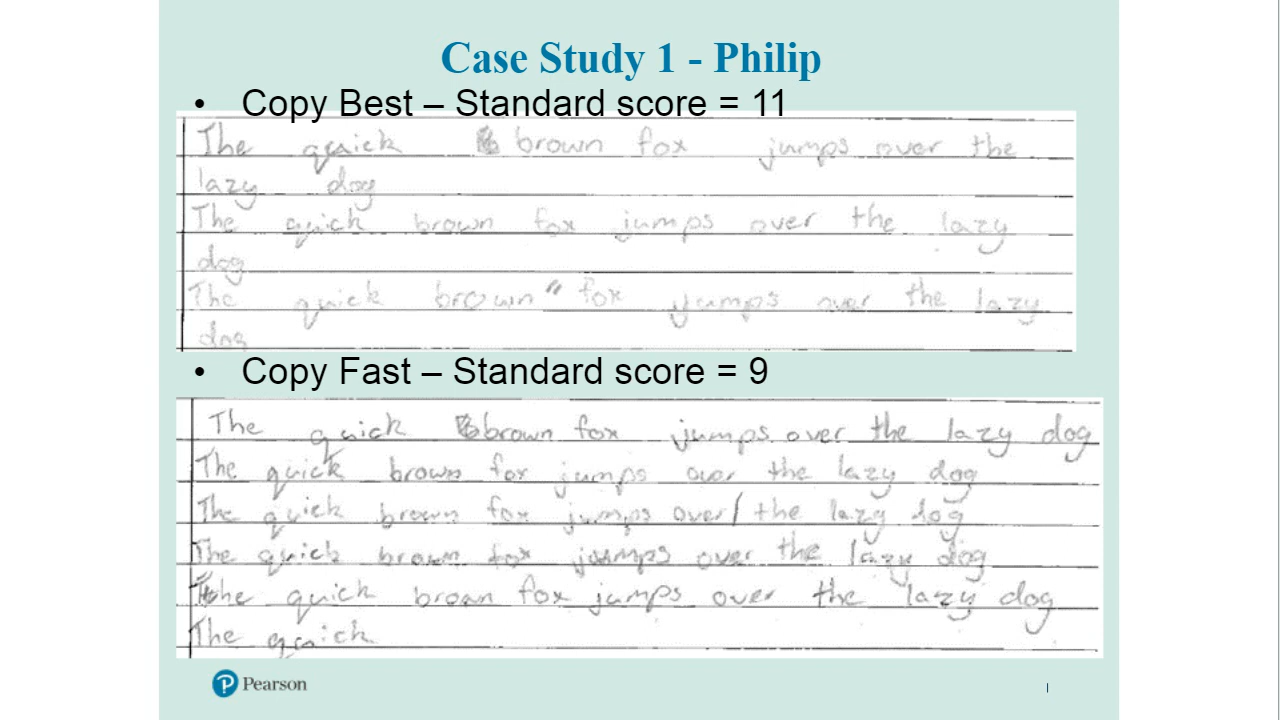 Case Study 1 - Philip
• Copy Best – Standard score = 11
The quick brown fox jumps over the
lazy dog
The quick brown fox jumps over the lazy
dog
The quick brown fox jumps over the lazy
dog
• Copy Fast – Standard score = 9
The quick brown fox jumps over the lazy dog
The quick brown fox jumps over the lazy dog
The quick brown fox jumps over / the lazy dog
The quick brown fox jumps over the lazy dog
The quick brown fox jumps over the lazy dog
The quick
Pearson